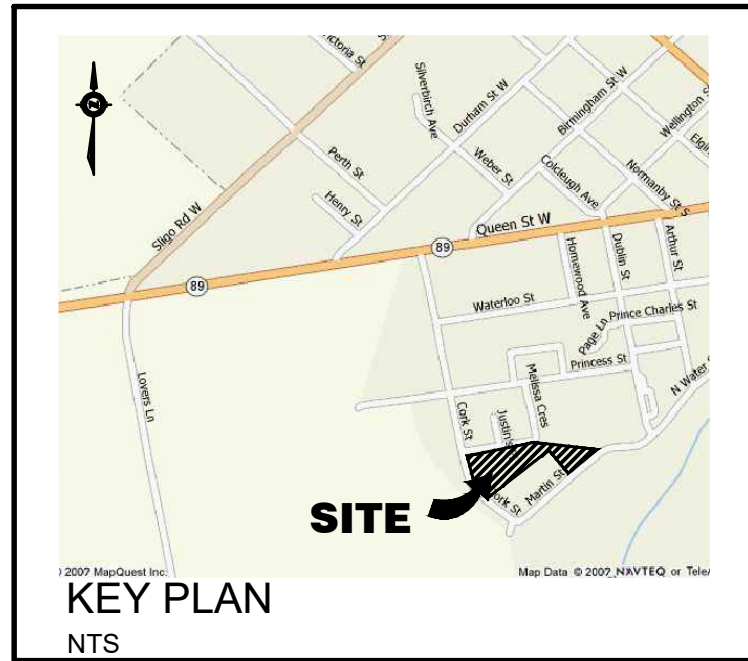 Victoria St
Silverbirch Ave
Durham St W
Birmingham St W
Wellington S
Elgin
Perth St
Weber St
Colcleugh Ave
Normanby St S
Henry St
Sligo Rd W
Queen St W
89
89
Homewood Ave
Dublin St
Arthur St
Waterloo St
Prince Charles St
Page Ln
Princess St
Lovers Ln
Melissa Cres
N Water S
Cork St
Justin's
Martin St
Cork St
SITE
N
2007 MapQuest Inc.
Map Data © 2007 NAVTEQ or Tele
KEY PLAN
NTS